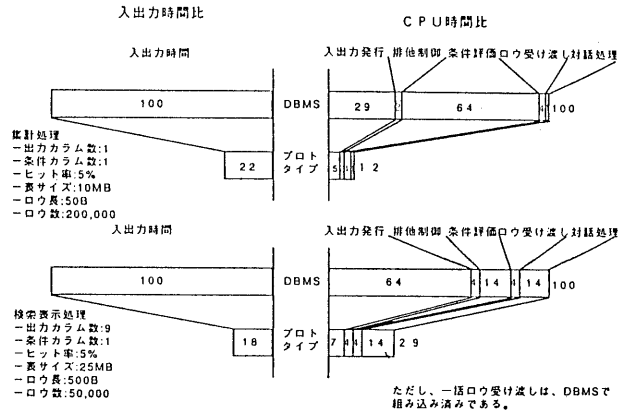 入出力時間比
CPU時間比
入出力時間
入出力発行 排他制御 条件評価ロウ受け渡し対話処理
100
DBMS
29
64
4
100
集計処理
ー出力カラム数:1
ー条件カラム数:1
ーヒット率:5%
ー表サイズ:10MB
ーロウ長:50B
ーロウ数:200,000
22
プロト
タイプ
5
12
入出力時間
入出力発行 排他制御 条件評価ロウ受け渡し対話処理
100
DBMS
64
4
14
4
14
100
検索表示処理
ー出力カラム数:9
ー条件カラム数:1
ーヒット率:5%
ー表サイズ:25MB
ーロウ長:500B
ーロウ数:50,000
18
プロト
タイプ
7
4
4
14
29
ただし、一括ロウ受け渡しは、DBMSで
組み込み済みである。